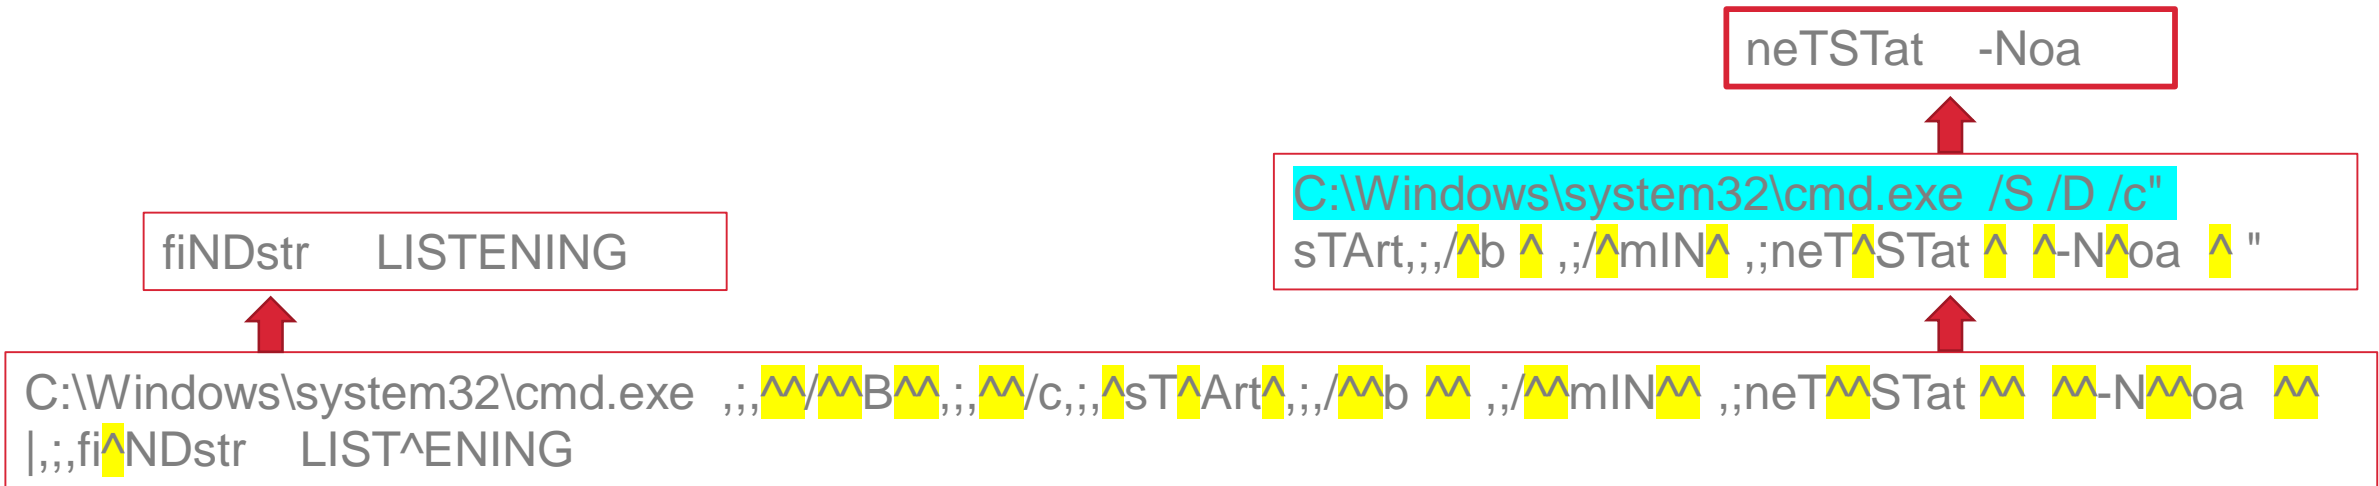 neTSTat -Noa
C:\Windows\system32\cmd.exe /S /D /c"
sTArt,;,/^b ^ ,;/^mIN^ ,;neT^STat ^ ^-N^oa ^ "
fiNDstr LISTENING
C:\Windows\system32\cmd.exe ,;,^^/^^B^^,;,^^/c,;,^sT^Art^,;,/^^b ^^ ,;/^^mIN^^ ,;neT^^STat ^^ ^^-N^^oa ^^
|,;,fi^NDstr LIST^ENING